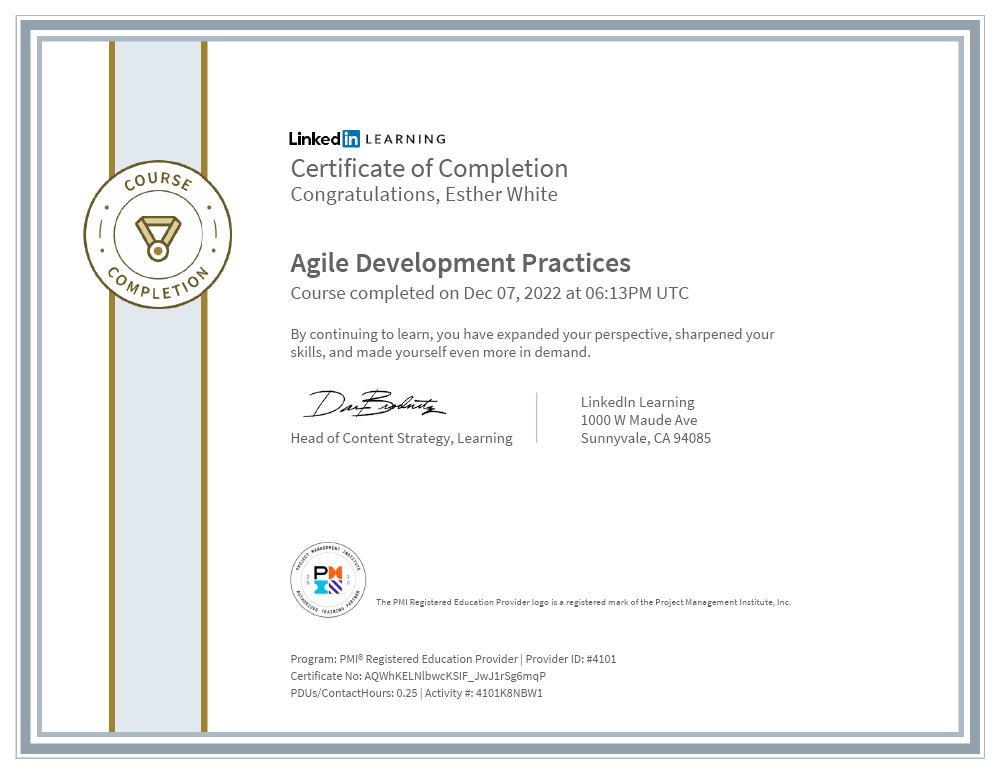 LinkedIn LEARNING
Certificate of Completion
Congratulations, Esther White
COURSE
COMPLETION
Agile Development Practices
Course completed on Dec 07, 2022 at 06:13PM UTC
By continuing to learn, you have expanded your perspective, sharpened your
skills, and made yourself even more in demand.
Head of Content Strategy, Learning
LinkedIn Learning
1000 W Maude Ave
Sunnyvale, CA 94085
PROJECT MANAGEMENT INSTITUTE
PM
20 20
AUTHORIZED TRAINING PARTNER
The PMI Registered Education Provider logo is a registered mark of the Project Management Institute, Inc.
Program: PMI® Registered Education Provider | Provider ID: #4101
Certificate No: AQWhKELNlbwcKSIF_JwJ1rSg6mqP
PDUs/ContactHours: 0.25 | Activity #: 4101K8NBW1